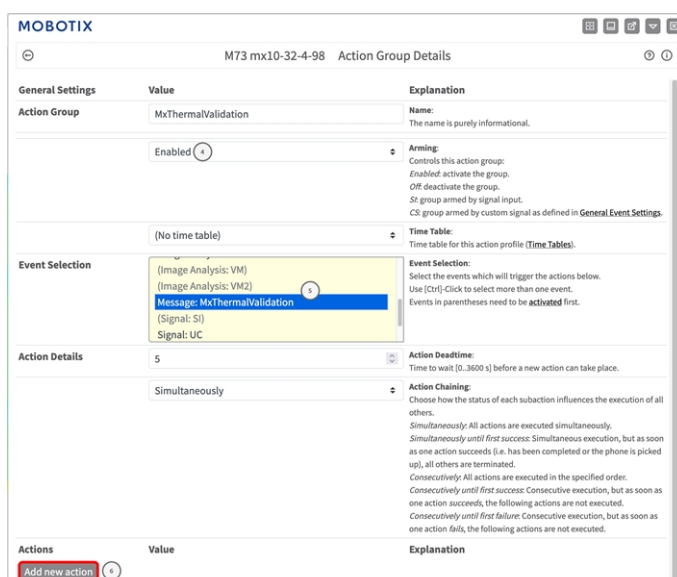 MOBOTIX
M73 mx10-32-4-98 Action Group Details
General Settings Value Explanation
Action Group MxThermalValidation Name:
The name is purely informational.
Enabled 4 Arming:
Controls this action group:
Enabled: activate the group.
Off: deactivate the group.
SI: group armed by signal input.
CS: group armed by custom signal as defined in General Event Settings.
(No time table) Time Table:
Time table for this action profile (Time Tables).
Event Selection Event Selection:
(Image Analysis: VM) Select the events which will trigger the actions below.
(Image Analysis: VM2) 5 Use [Ctrl]-Click to select more than one event.
Message: MxThermalValidation Events in parentheses need to be activated first.
(Signal: SI)
Signal: UC
Action Details 5 Action Deadtime:
Time to wait [0..3600 s] before a new action can take place.
Simultaneously Action Chaining:
Choose how the status of each subaction influences the execution of all
others.
Simultaneously: All actions are executed simultaneously.
Simultaneously until first success: Simultaneous execution, but as soon
as one action succeeds (i.e. has been completed or the phone is picked
up), all others are terminated.
Consecutively: All actions are executed in the specified order.
Consecutively until first success: Consecutive execution, but as soon as
one action succeeds, the following actions are not executed.
Consecutively until first failure: Consecutive execution, but as soon as
one action fails, the following actions are not executed.
Actions Value Explanation
Add new action 6